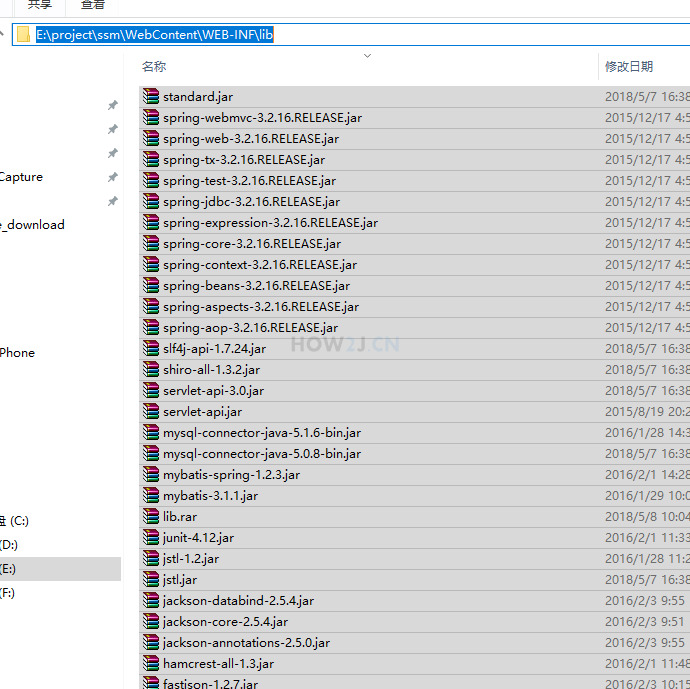 共享 查看
E:\project\ssm\WebContent\WEB-INF\lib
名称 修改日期
standard.jar 2018/5/7 16:38
spring-webmvc-3.2.16.RELEASE.jar 2015/12/17 4:5
spring-web-3.2.16.RELEASE.jar 2015/12/17 4:5
spring-tx-3.2.16.RELEASE.jar 2015/12/17 4:5
Capture spring-test-3.2.16.RELEASE.jar 2015/12/17 4:5
spring-jdbc-3.2.16.RELEASE.jar 2015/12/17 4:5
e_download spring-expression-3.2.16.RELEASE.jar 2015/12/17 4:5
spring-core-3.2.16.RELEASE.jar 2015/12/17 4:5
spring-context-3.2.16.RELEASE.jar 2015/12/17 4:5
spring-beans-3.2.16.RELEASE.jar 2015/12/17 4:5
spring-aspects-3.2.16.RELEASE.jar 2015/12/17 4:5
spring-aop-3.2.16.RELEASE.jar 2015/12/17 4:5
HOW2J.CN
Phone slf4j-api-1.7.24.jar 2018/5/7 16:38
shiro-all-1.3.2.jar 2018/5/7 16:38
servlet-api-3.0.jar 2018/5/7 16:38
servlet-api.jar 2015/8/19 20:2
mysql-connector-java-5.1.6-bin.jar 2016/1/28 14:3
mysql-connector-java-5.0.8-bin.jar 2018/5/7 16:38
mybatis-spring-1.2.3.jar 2016/2/1 14:28
mybatis-3.1.1.jar 2016/1/29 10:0
盘 (C:) lib.rar 2018/5/8 10:04
(D:) junit-4.12.jar 2016/2/1 11:33
(E:) jstl-1.2.jar 2016/1/28 11:2
jstl.jar 2018/5/7 16:38
(F:) jackson-databind-2.5.4.jar 2016/2/3 9:55
jackson-core-2.5.4.jar 2016/2/3 9:51
jackson-annotations-2.5.0.jar 2016/2/3 9:55
hamcrest-all-1.3.jar 2016/2/1 11:48
fastjson-1.2.7.jar 2016/2/3 10:15